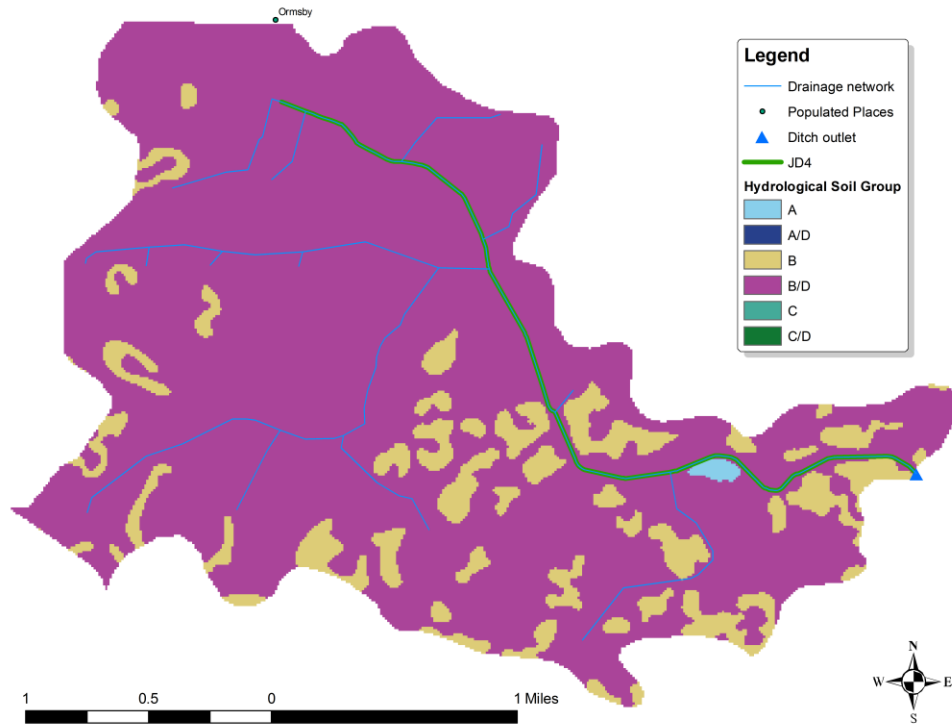 Ormsby
Legend
Drainage network
Populated Places
Ditch outlet
JD4
Hydrological Soil Group
A
A/D
B
B/D
C
C/D
N
W E
S
1 0.5 0 1 Miles